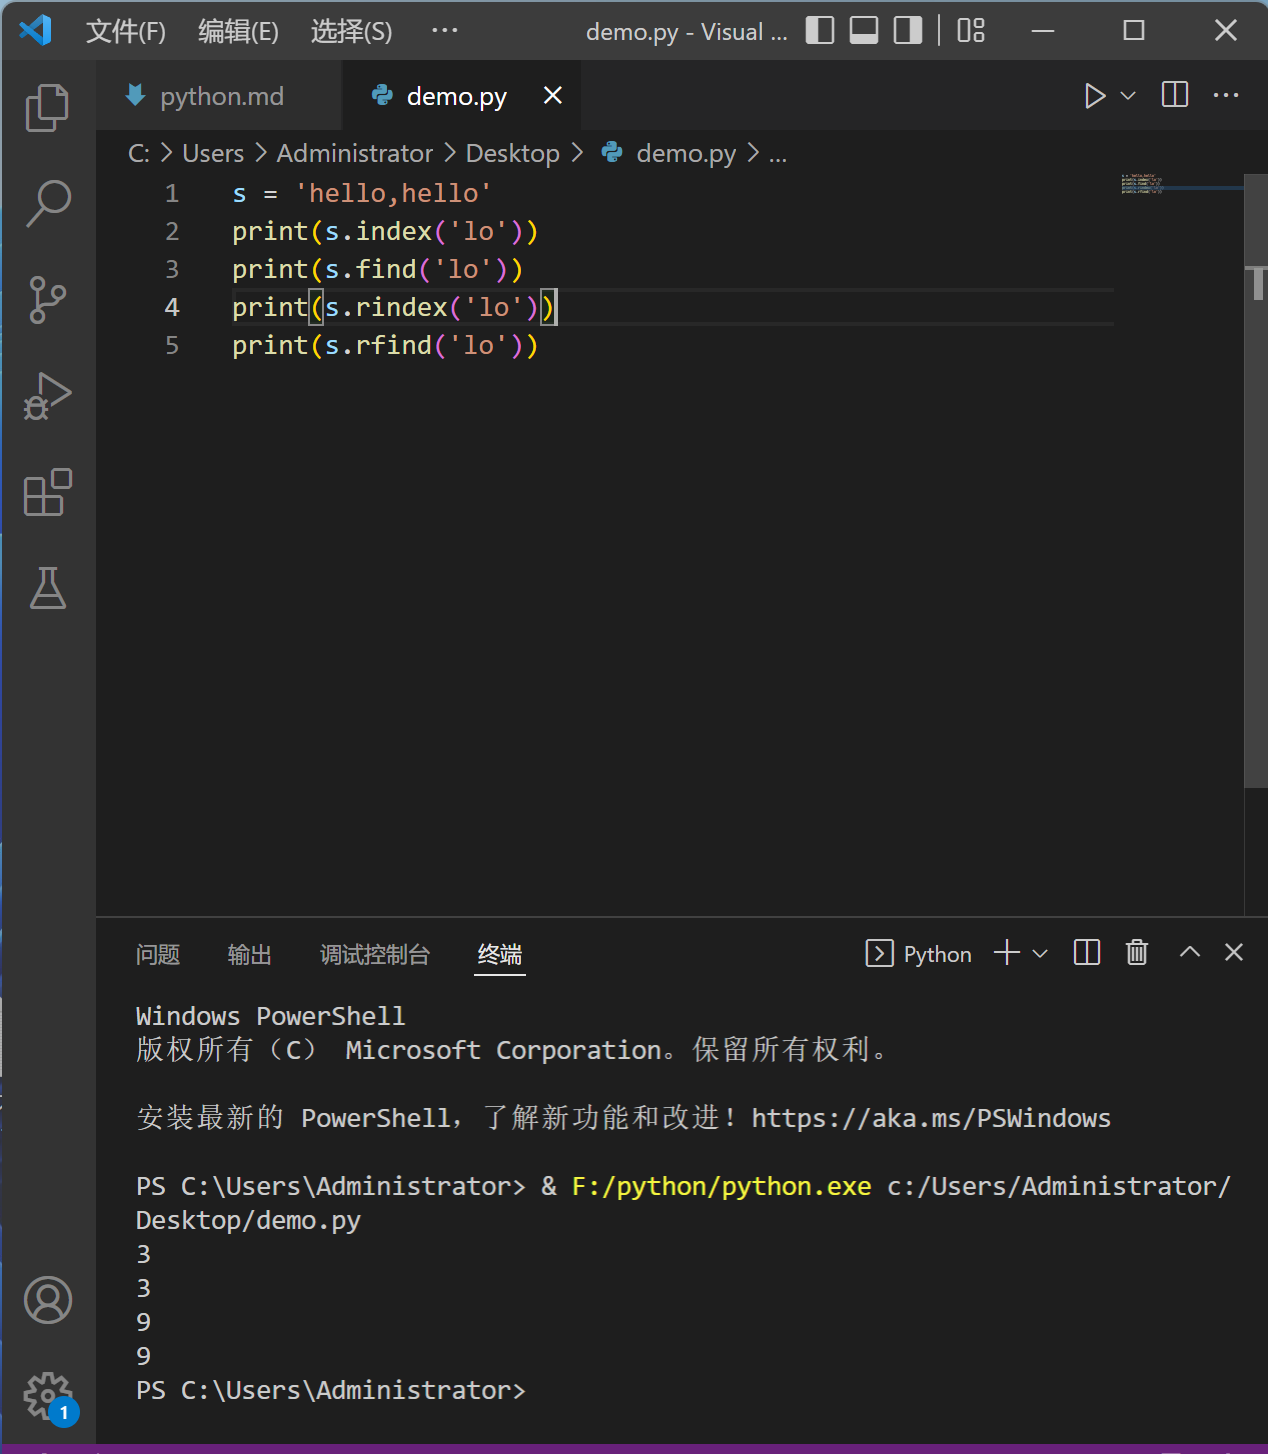 文件(F) 编辑(E) 选择(S) ··· demo.py - Visual ...
python.md demo.py
C: > Users > Administrator > Desktop > demo.py > ...
1 s = 'hello,hello'
2 print(s.index('lo'))
3 print(s.find('lo'))
4 print(s.rindex('lo'))
5 print(s.rfind('lo'))
问题 输出 调试控制台 终端 Python
Windows PowerShell
版权所有（C） Microsoft Corporation。保留所有权利。
安装最新的 PowerShell，了解新功能和改进！https://aka.ms/PSWindows
PS C:\Users\Administrator> & F:/python/python.exe c:/Users/Administrator/
Desktop/demo.py
3
3
9
9
PS C:\Users\Administrator>
1